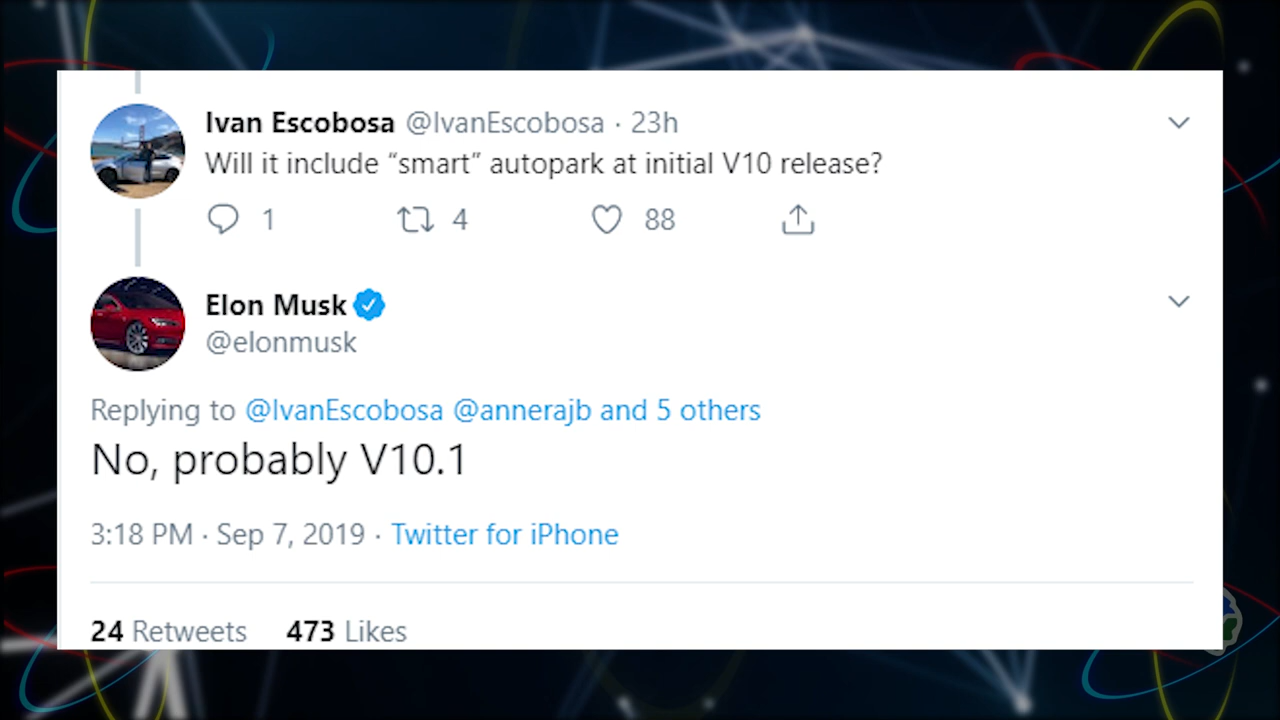 Ivan Escobosa @IvanEscobosa · 23h
Will it include “smart” autopark at initial V10 release?
1 4 88
Elon Musk
@elonmusk
Replying to @IvanEscobosa @annerajb and 5 others
No, probably V10.1
3:18 PM · Sep 7, 2019 · Twitter for iPhone
24 Retweets 473 Likes